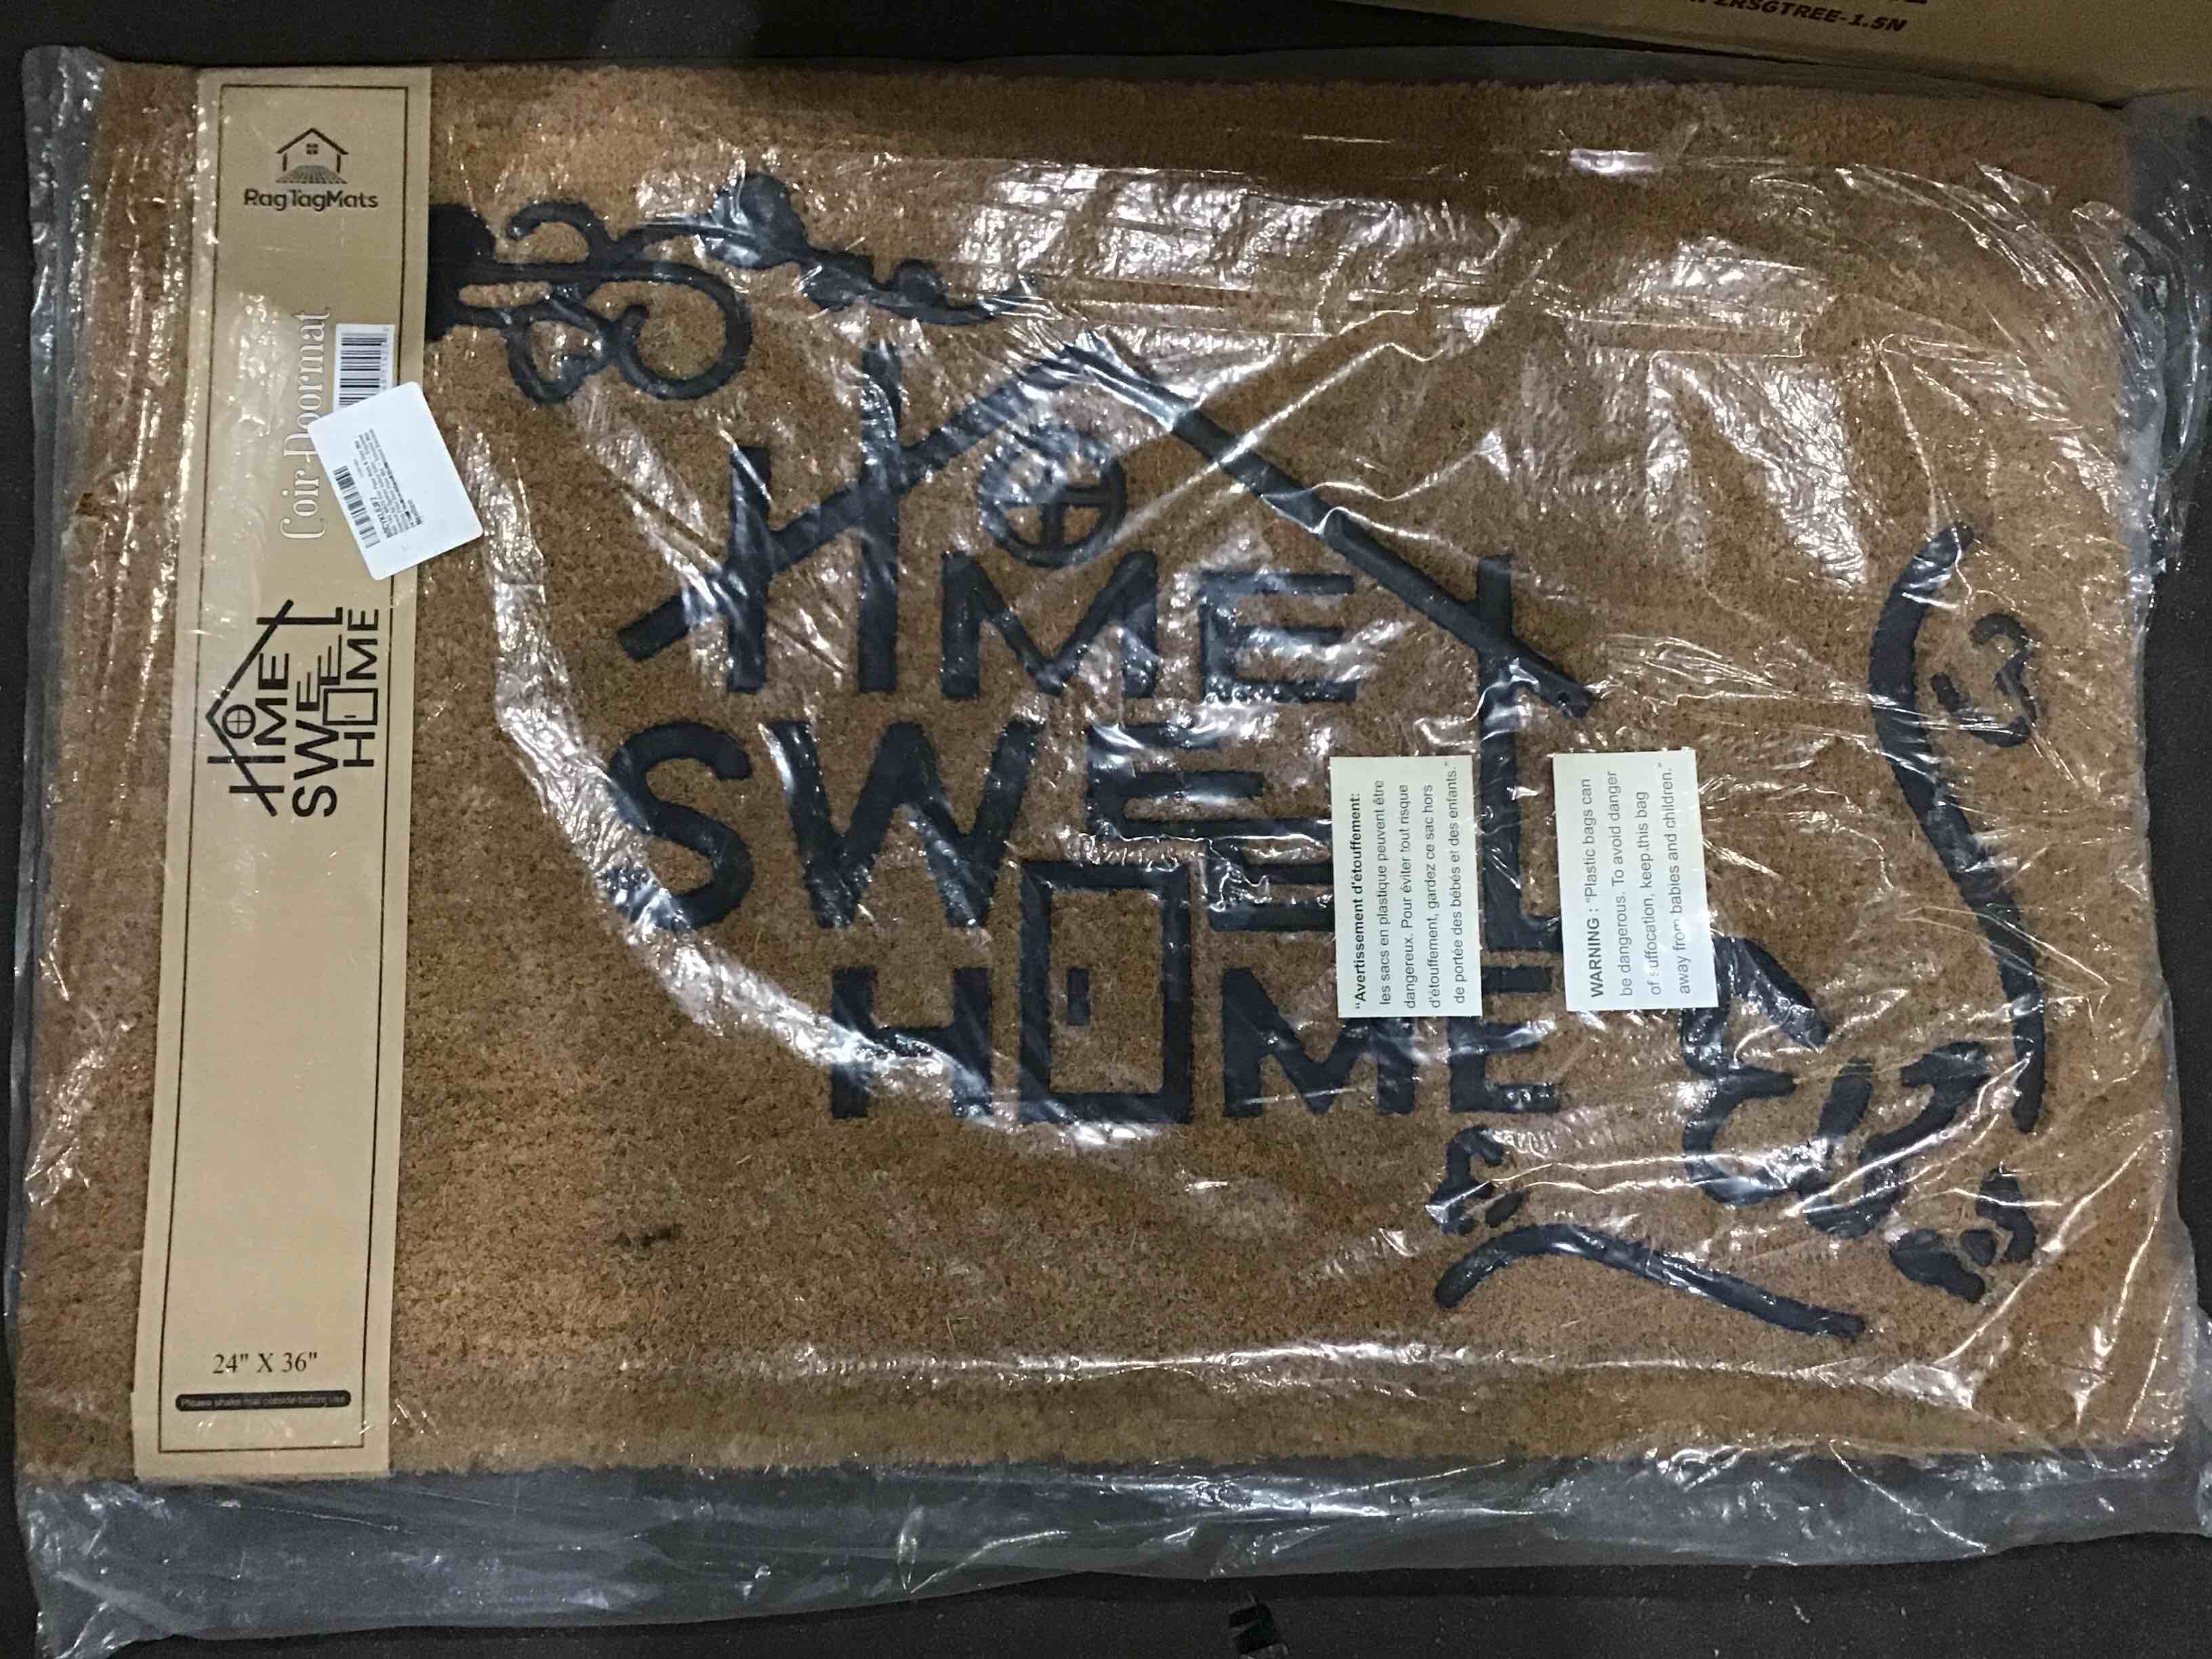 RagTagMats
Coir Doormat
HOME
SWEET
HOME
24" X 36"
Please shake mat outside before use
HOME
SWEET
HOME
"Avertissement d'étouffement:
les sacs en plastique peuvent être
dangereux. Pour éviter tout risque
d'étouffement, gardez ce sac hors
de portée des bébés et des enfants."
WARNING : "Plastic bags can
be dangerous. To avoid danger
of suffocation, keep this bag
away from babies and children."